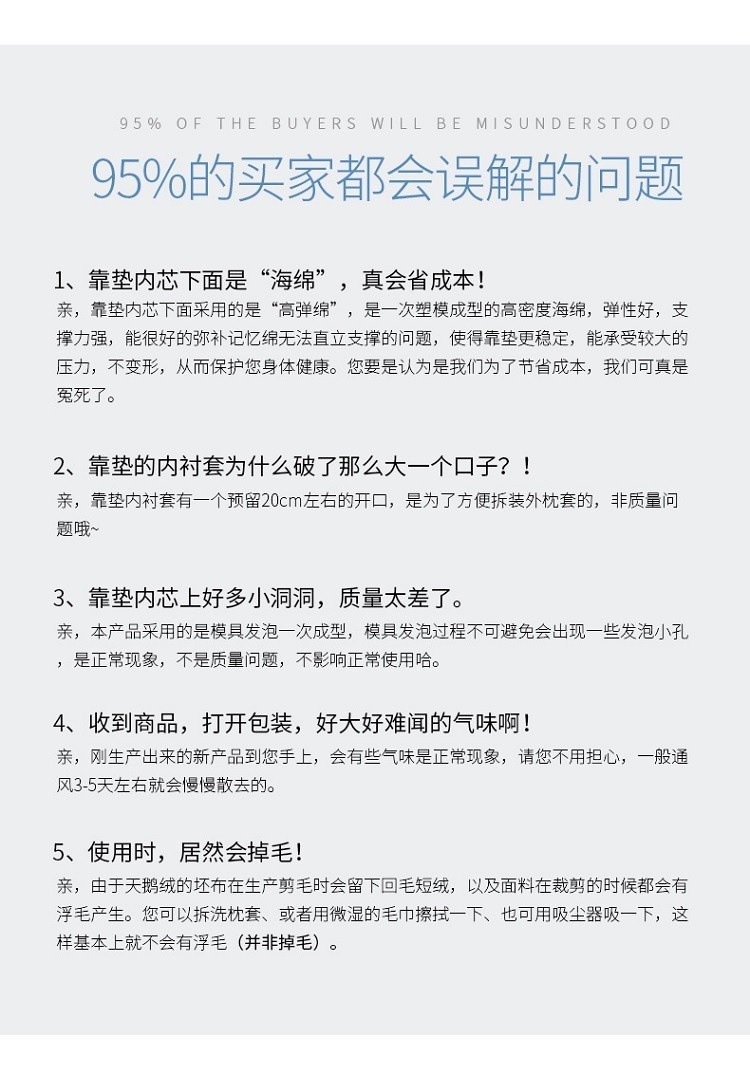 95% OF THE BUYERS WILL BE MISUNDERSTOOD
95%的买家都会误解的问题
1、靠垫内芯下面是“海绵”，真会省成本！
亲，靠垫内芯下面采用的是“高弹绵”，是一次塑模成型的高密度海绵，弹性好，支
撑力强，能很好的弥补记忆绵无法直立支撑的问题，使得靠垫更稳定，能承受较大的
压力，不变形，从而保护您身体健康。您要是认为是我们为了节省成本，我们可真是
冤死了。
2、靠垫的内衬套为什么破了那么大一个口子？！
亲，靠垫内衬套有一个预留20cm左右的开口，是为了方便拆装外枕套的，非质量问
题哦~
3、靠垫内芯上好多小洞洞，质量太差了。
亲，本产品采用的是模具发泡一次成型，模具发泡过程不可避免会出现一些发泡小孔
，是正常现象，不是质量问题，不影响正常使用哈。
4、收到商品，打开包装，好大好难闻的气味啊！
亲，刚生产出来的新产品到您手上，会有些气味是正常现象，请您不用担心，一般通
风3-5天左右就会慢慢散去的。
5、使用时，居然会掉毛！
亲，由于天鹅绒的坯布在生产剪毛时会留下回毛短绒，以及面料在裁剪的时候都会有
浮毛产生。您可以拆洗枕套、或者用微湿的毛巾擦拭一下、也可用吸尘器吸一下，这
样基本上就不会有浮毛（并非掉毛）。